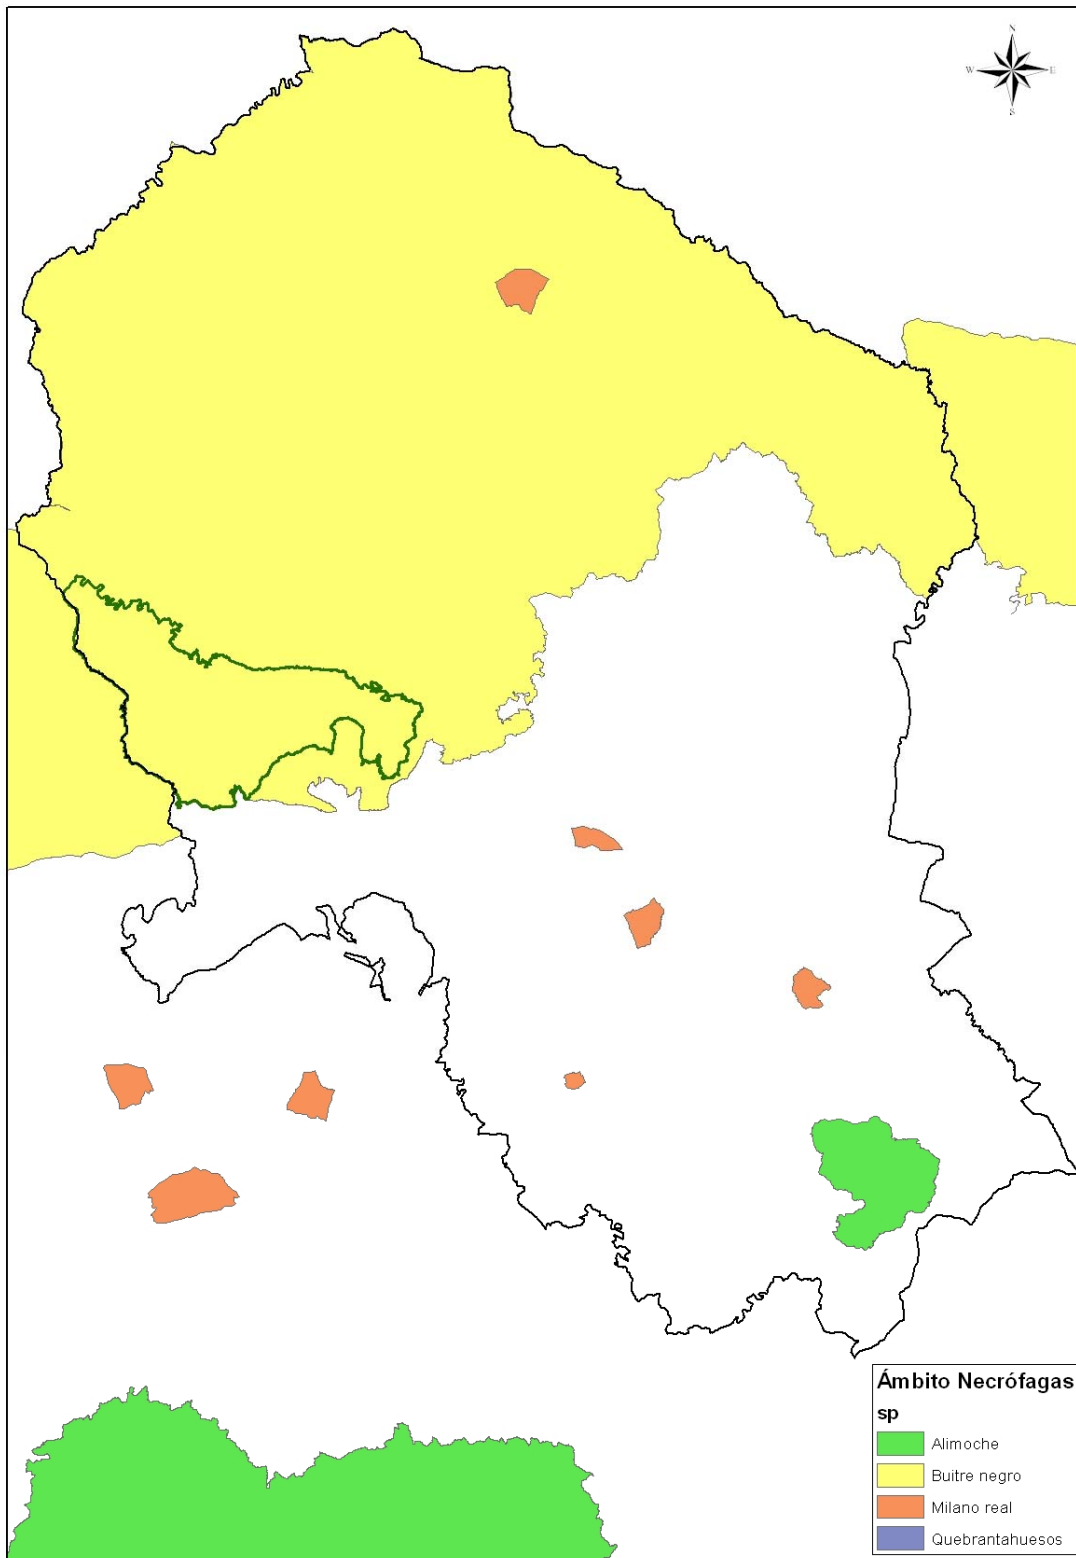 N
W E
S
Ámbito Necrófagas
sp
Alimoche
Buitre negro
Milano real
Quebrantahuesos